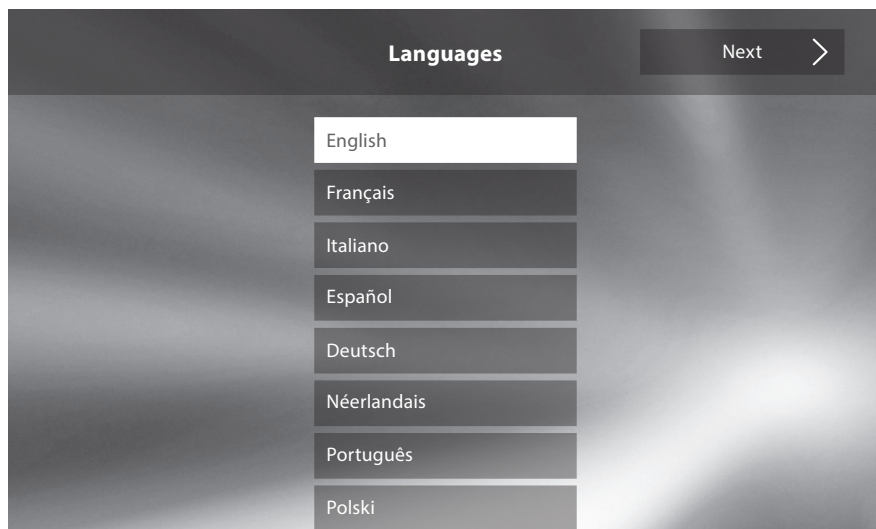 Languages
Next
English
Français
Italiano
Español
Deutsch
Néerlandais
Português
Polski